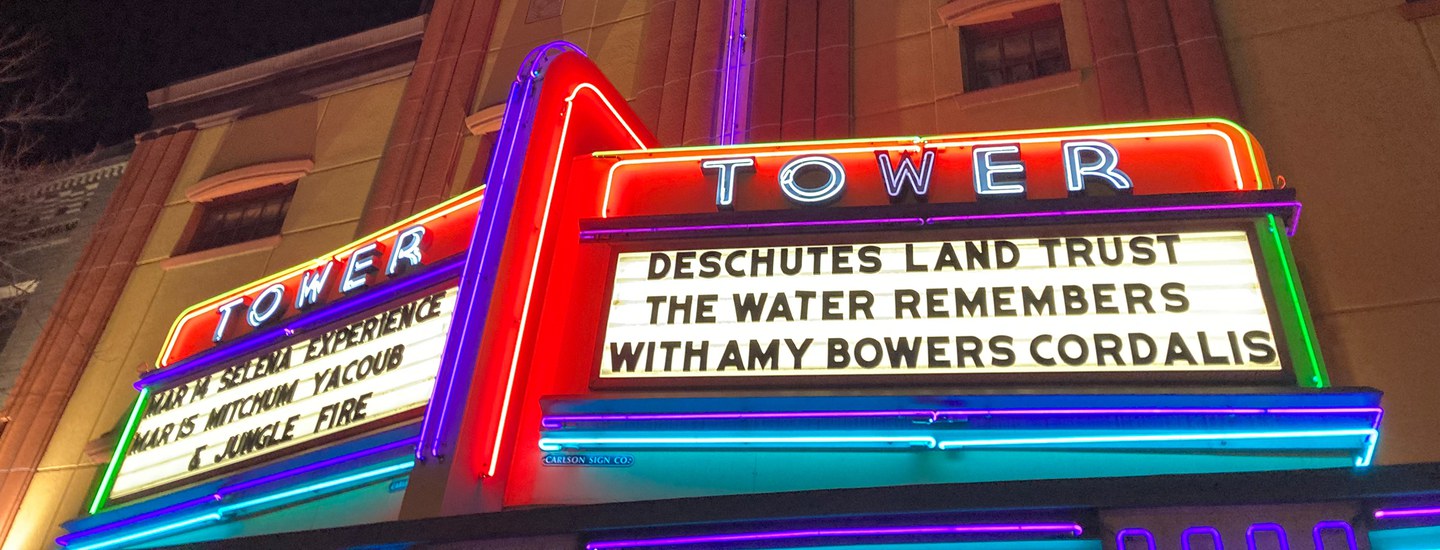 TOWER
MAR 14 SELENA EXPERIENCE
MAR 15 MITCHUM YACOUB
& JUNGLE FIRE
TOWER
DESCHUTES LAND TRUST
THE WATER REMEMBERS
WITH AMY BOWERS CORDALIS
CARLSON SIGN CO.